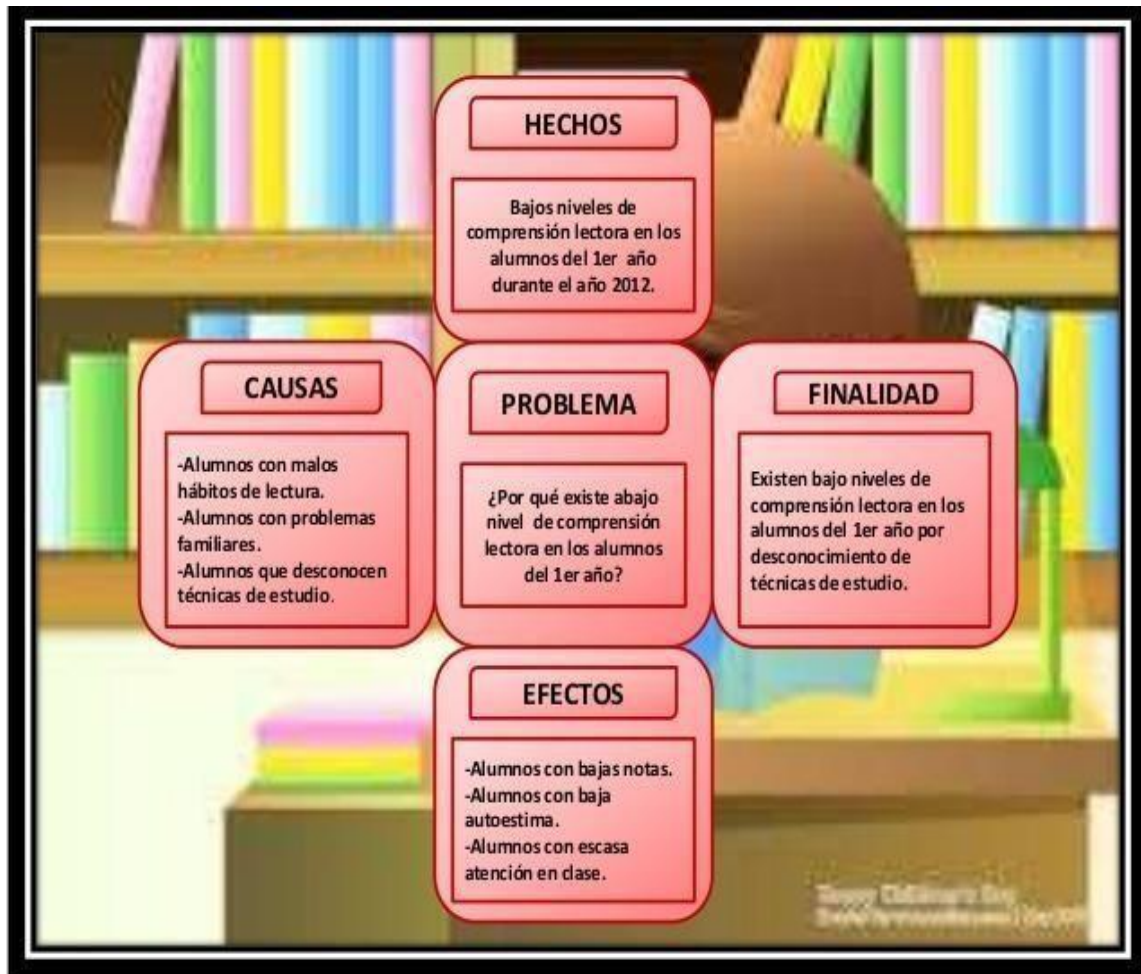 HECHOS
Bajos niveles de
comprensión lectora en los
alumnos del 1er año
durante el año 2012.
CAUSAS
-Alumnos con malos
hábitos de lectura.
-Alumnos con problemas
familiares.
-Alumnos que desconocen
técnicas de estudio.
PROBLEMA
¿Por qué existe abajo
nivel de comprensión
lectora en los alumnos
del 1er año?
FINALIDAD
Existen bajo niveles de
comprensión lectora en los
alumnos del 1er año por
desconocimiento de
técnicas de estudio.
EFECTOS
-Alumnos con bajas notas.
-Alumnos con baja
autoestima.
-Alumnos con escasa
atención en clase.
Happy Children's Day